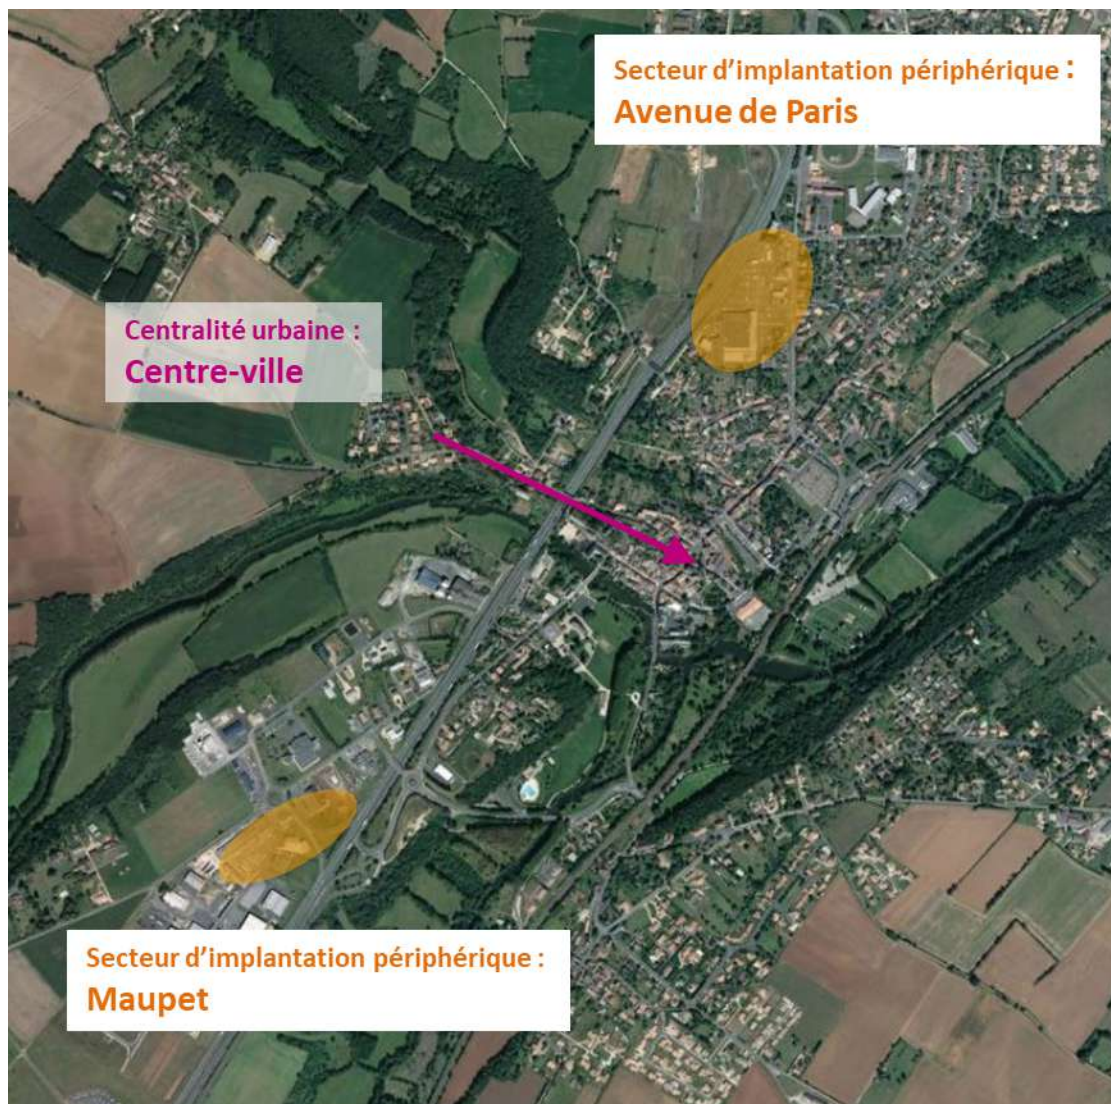 Secteur d’implantation périphérique :
Avenue de Paris
Centralité urbaine :
Centre-ville
Secteur d’implantation périphérique :
Maupet